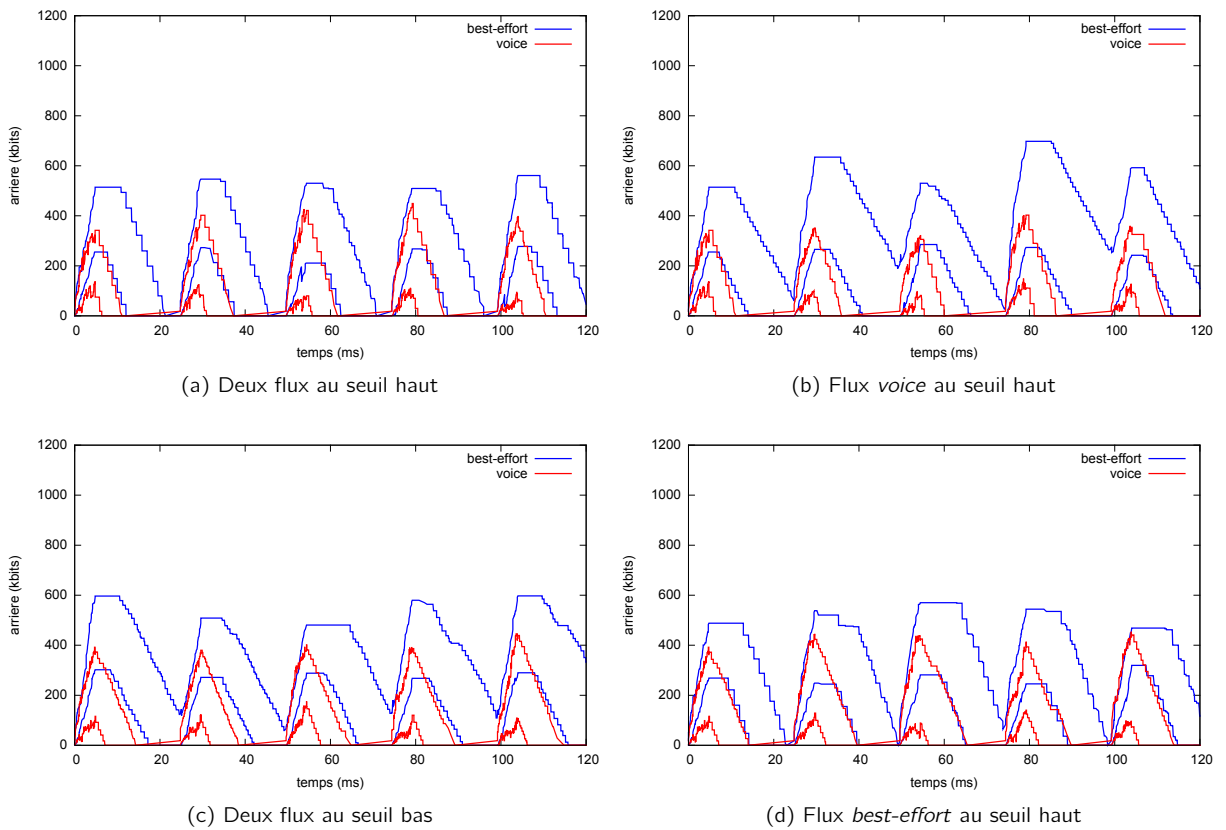 1200
1000
800
600
400
200
0
arriere (kbits)
best-effort
voice
0 20 40 60 80 100 120
temps (ms)
(a) Deux flux au seuil haut
1200
1000
800
600
400
200
0
arriere (kbits)
best-effort
voice
0 20 40 60 80 100 120
temps (ms)
(b) Flux voice au seuil haut
1200
1000
800
600
400
200
0
arriere (kbits)
best-effort
voice
0 20 40 60 80 100 120
temps (ms)
(c) Deux flux au seuil bas
1200
1000
800
600
400
200
0
arriere (kbits)
best-effort
voice
0 20 40 60 80 100 120
temps (ms)
(d) Flux best-effort au seuil haut